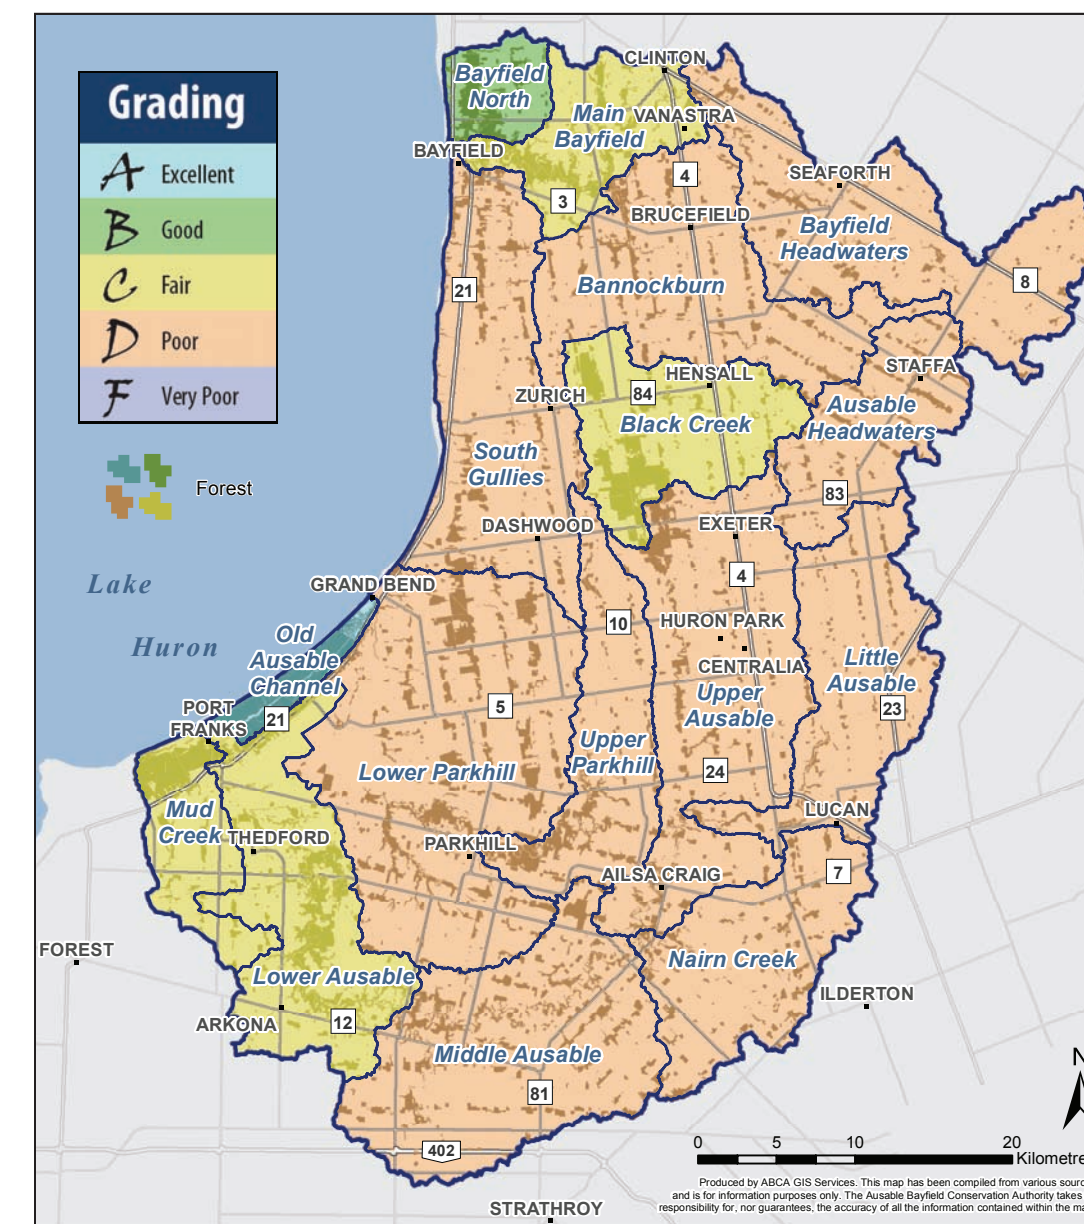 Grading
A Excellent
B Good
C Fair
D Poor
F Very Poor
Forest
Lake
Huron
Bayfield
North
CLINTON
Main
Bayfield
VANASTRA
BAYFIELD
4
SEAFORTH
3
BRUCEFIELD
Bayfield
Headwaters
21
Bannockburn
8
HENSALL
STAFFA
ZURICH
84
Black Creek
Ausable
Headwaters
South
Gullies
83
DASHWOOD
EXETER
GRAND BEND
4
10
HURON PARK
Old
Ausable
Channel
CENTRALIA
Little
Ausable
Upper
Ausable
PORT
FRANKS
21
5
23
Upper
Parkhill
Lower Parkhill
24
Mud
Creek
THEDFORD
LUCAN
PARKHILL
AILSA CRAIG
7
FOREST
Nairn Creek
Lower Ausable
ILDERTON
ARKONA
12
Middle Ausable
81
N
402
0 5 10 20
Kilometre
Produced by ABCA GIS Services. This map has been compiled from various sourc
and is for information purposes only. The Ausable Bayfield Conservation Authority takes
responsibility for, nor guarantees, the accuracy of all the information contained within the ma
STRATHROY